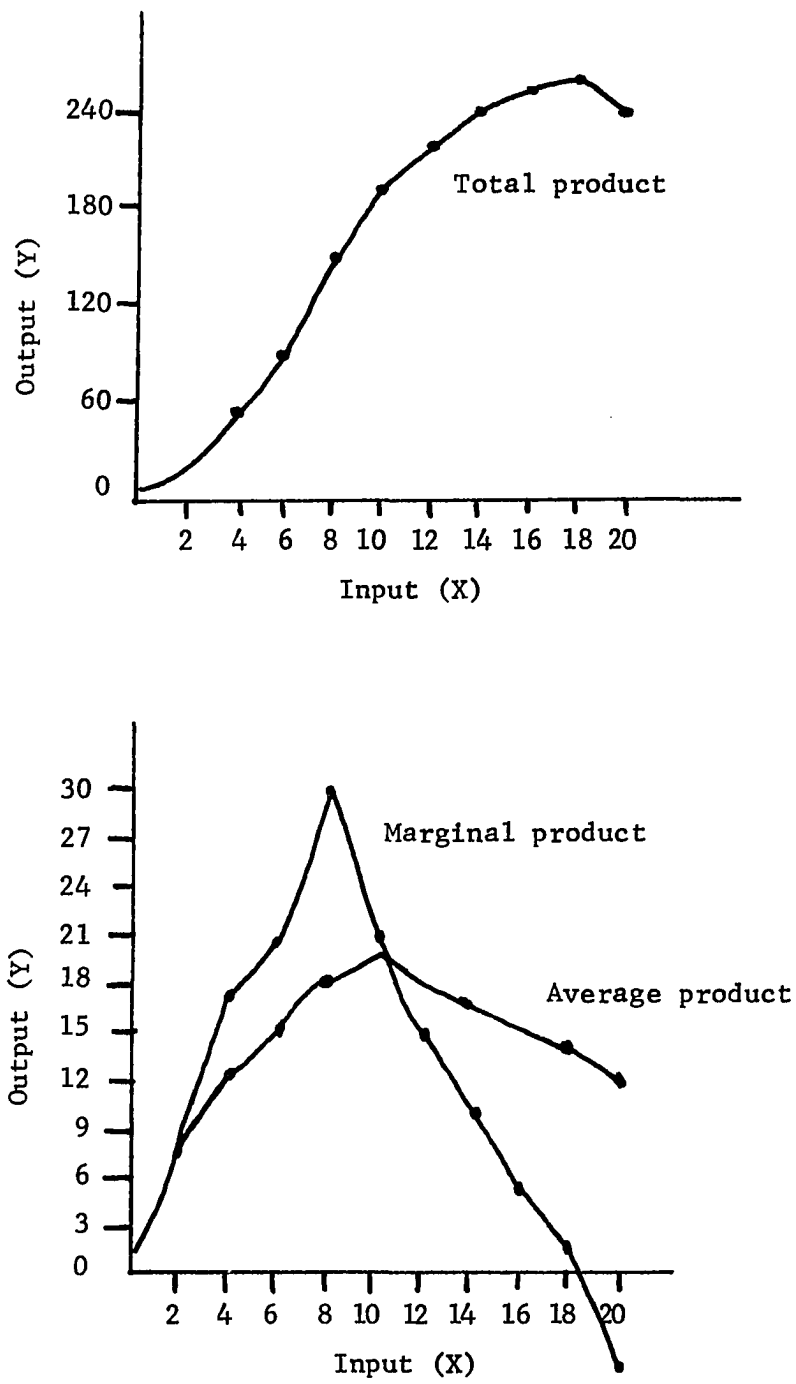 240
Total product
180
Output (Y)
120
60
0
2 4 6 8 10 12 14 16 18 20
Input (X)
30
Marginal product
27
24
21
18
Average product
Output (Y)
15
12
9
6
3
0
2 4 6 8 10 12 14 16 18 20
Input (X)